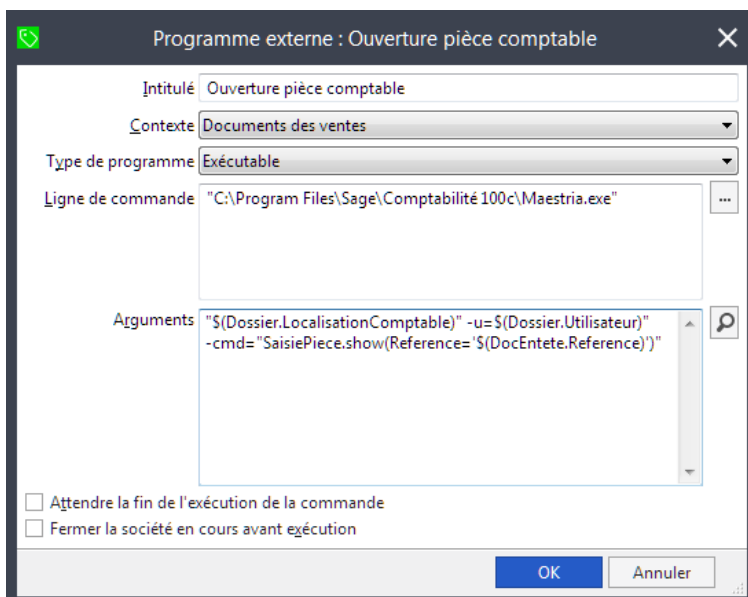 Programme externe : Ouverture pièce comptable
Intitulé Ouverture pièce comptable
Contexte Documents des ventes
Type de programme Exécutable
Ligne de commande "C:\Program Files\Sage\Comptabilité 100c\Maestria.exe"
...
Arguments "$(Dossier.LocalisationComptable)" -u=$(Dossier.Utilisateur)"
-cmd="SaisiePiece.show(Reference='$(DocEntete.Reference)')"
Attendre la fin de l'exécution de la commande
Fermer la société en cours avant exécution
OK Annuler